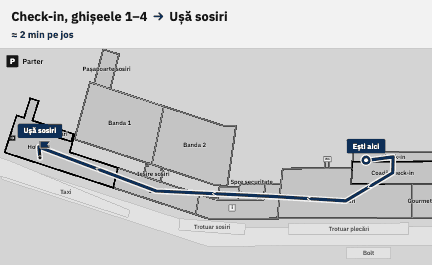 Check-in, ghișeele 1–4 → Ușă sosiri
≈ 2 min pe jos
P Parter
Pașapoarte sosiri
Banda 1
Banda 2
Ușă sosiri
Ești aici
Ieșire sosiri
Spre securitate
Coadă check-in
Gourmet
Taxi
Trotuar sosiri
Trotuar plecări
Bolt